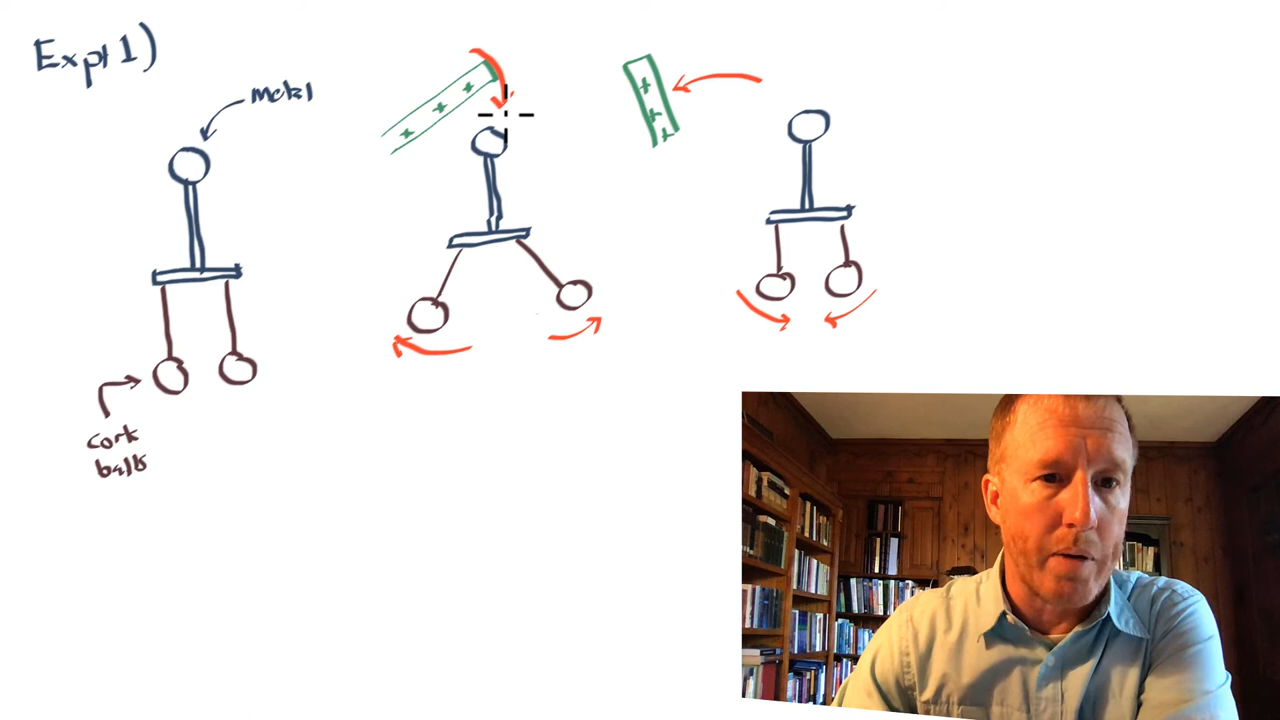 Expt 1)
metal
+ + +
+ + +
cork
balls